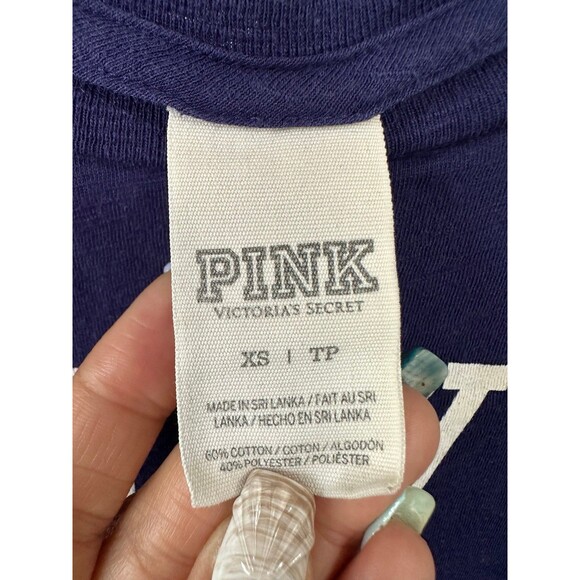 PINK
VICTORIA'S SECRET
XS | TP
MADE IN SRI LANKA / FAIT AU SRI
LANKA / HECHO EN SRI LANKA
60% COTTON / COTON / ALGODÓN
40% POLYESTER / POLIÉSTER